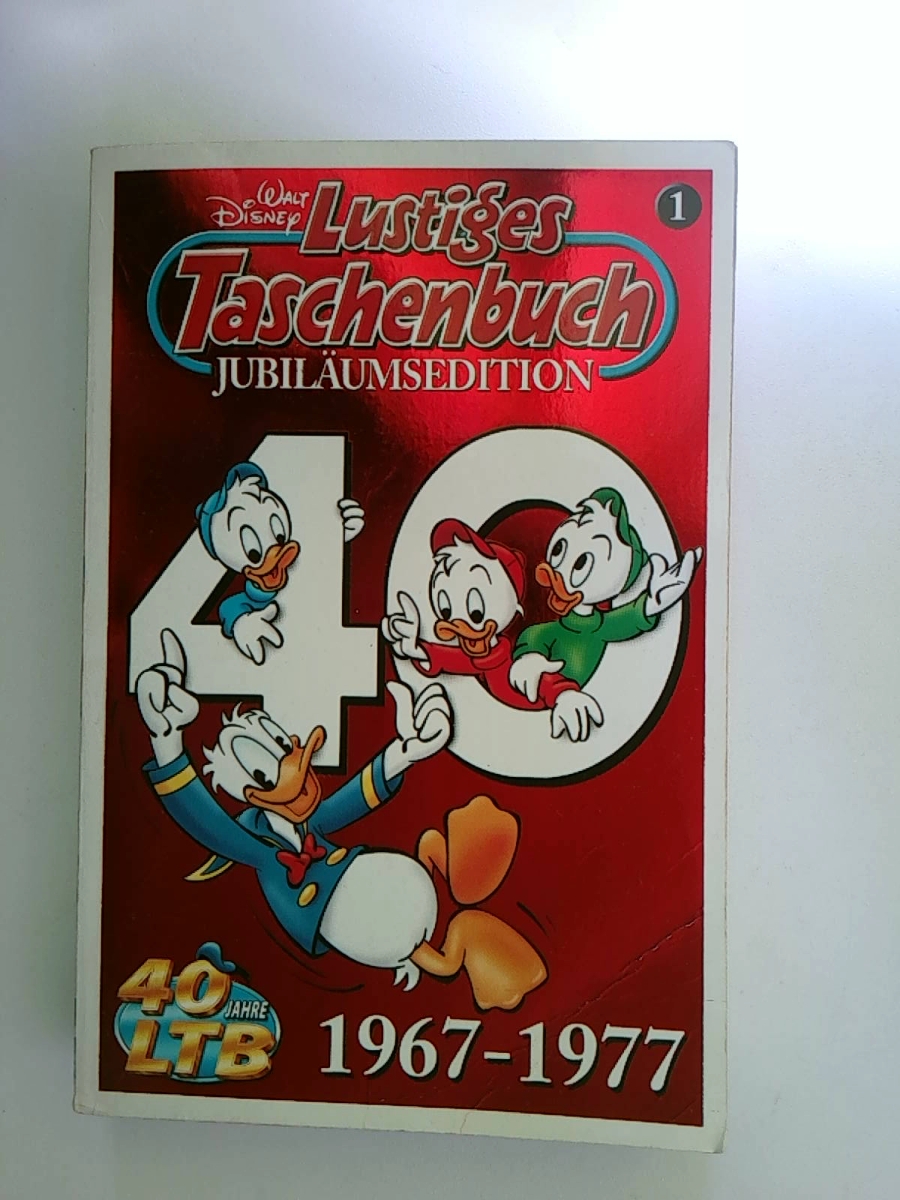 WALT DISNEY
Lustiges
1
Taschenbuch
JUBILÄUMSEDITION
40
40
JAHRE
LTB
1967-1977